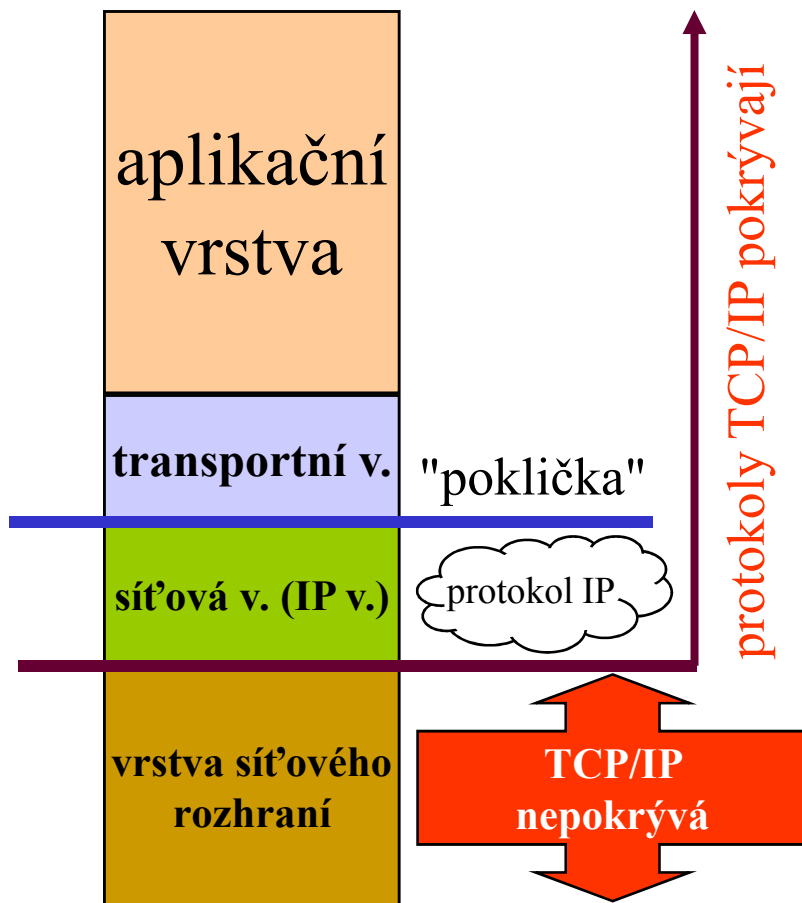 aplikační
vrstva
transportní v.
"poklička"
síťová v. (IP v.)
protokol IP
vrstva síťového
rozhraní
TCP/IP
nepokrývá
protokoly TCP/IP pokrývají